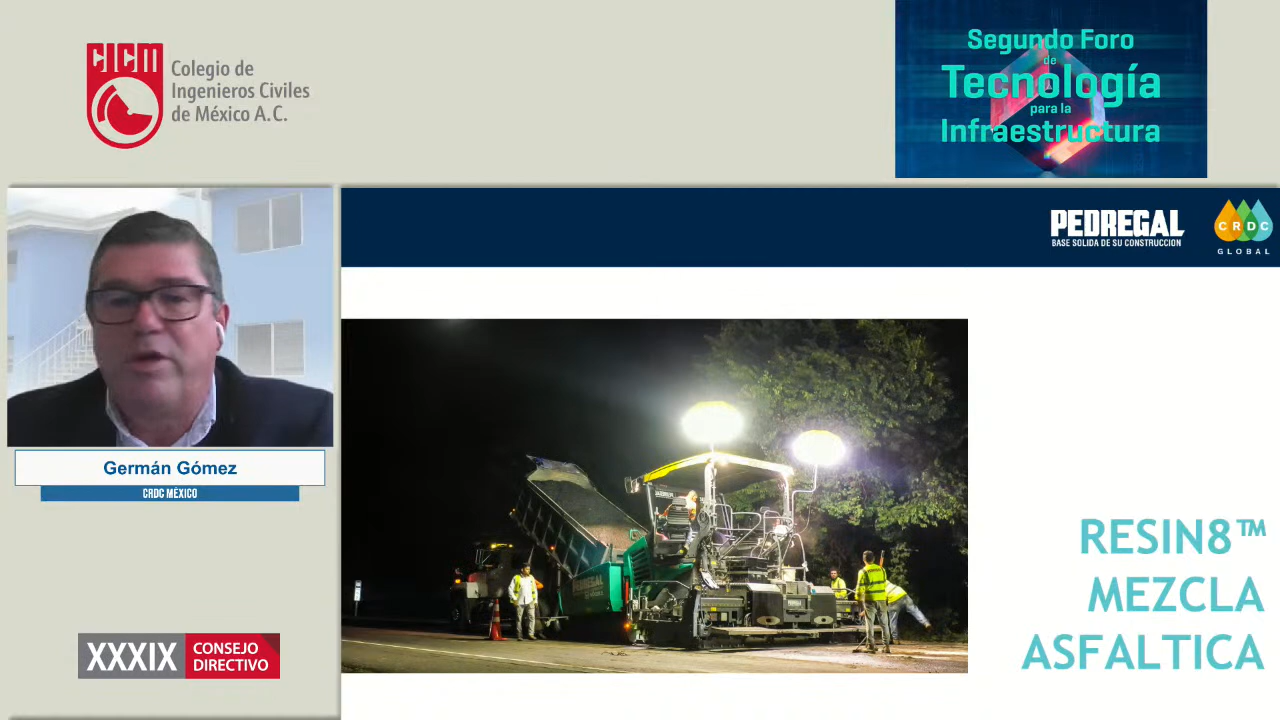 CICM
Colegio de
Ingenieros Civiles
de México A.C.
Segundo Foro
de
Tecnología
para la
Infraestructura
PEDREGAL
BASE SOLIDA DE SU CONSTRUCCION
CRDC
GLOBAL
Germán Gómez
CRDC MÉXICO
PEDREGAL
RESIN8™
MEZCLA
ASFALTICA
XXXIX
CONSEJO
DIRECTIVO